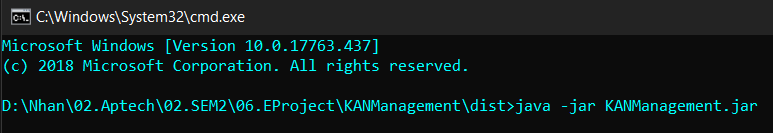 C:\Windows\System32\cmd.exe
Microsoft Windows [Version 10.0.17763.437]
(c) 2018 Microsoft Corporation. All rights reserved.
D:\Nhan\02.Aptech\02.SEM2\06.EProject\KANManagement\dist>java -jar KANManagement.jar